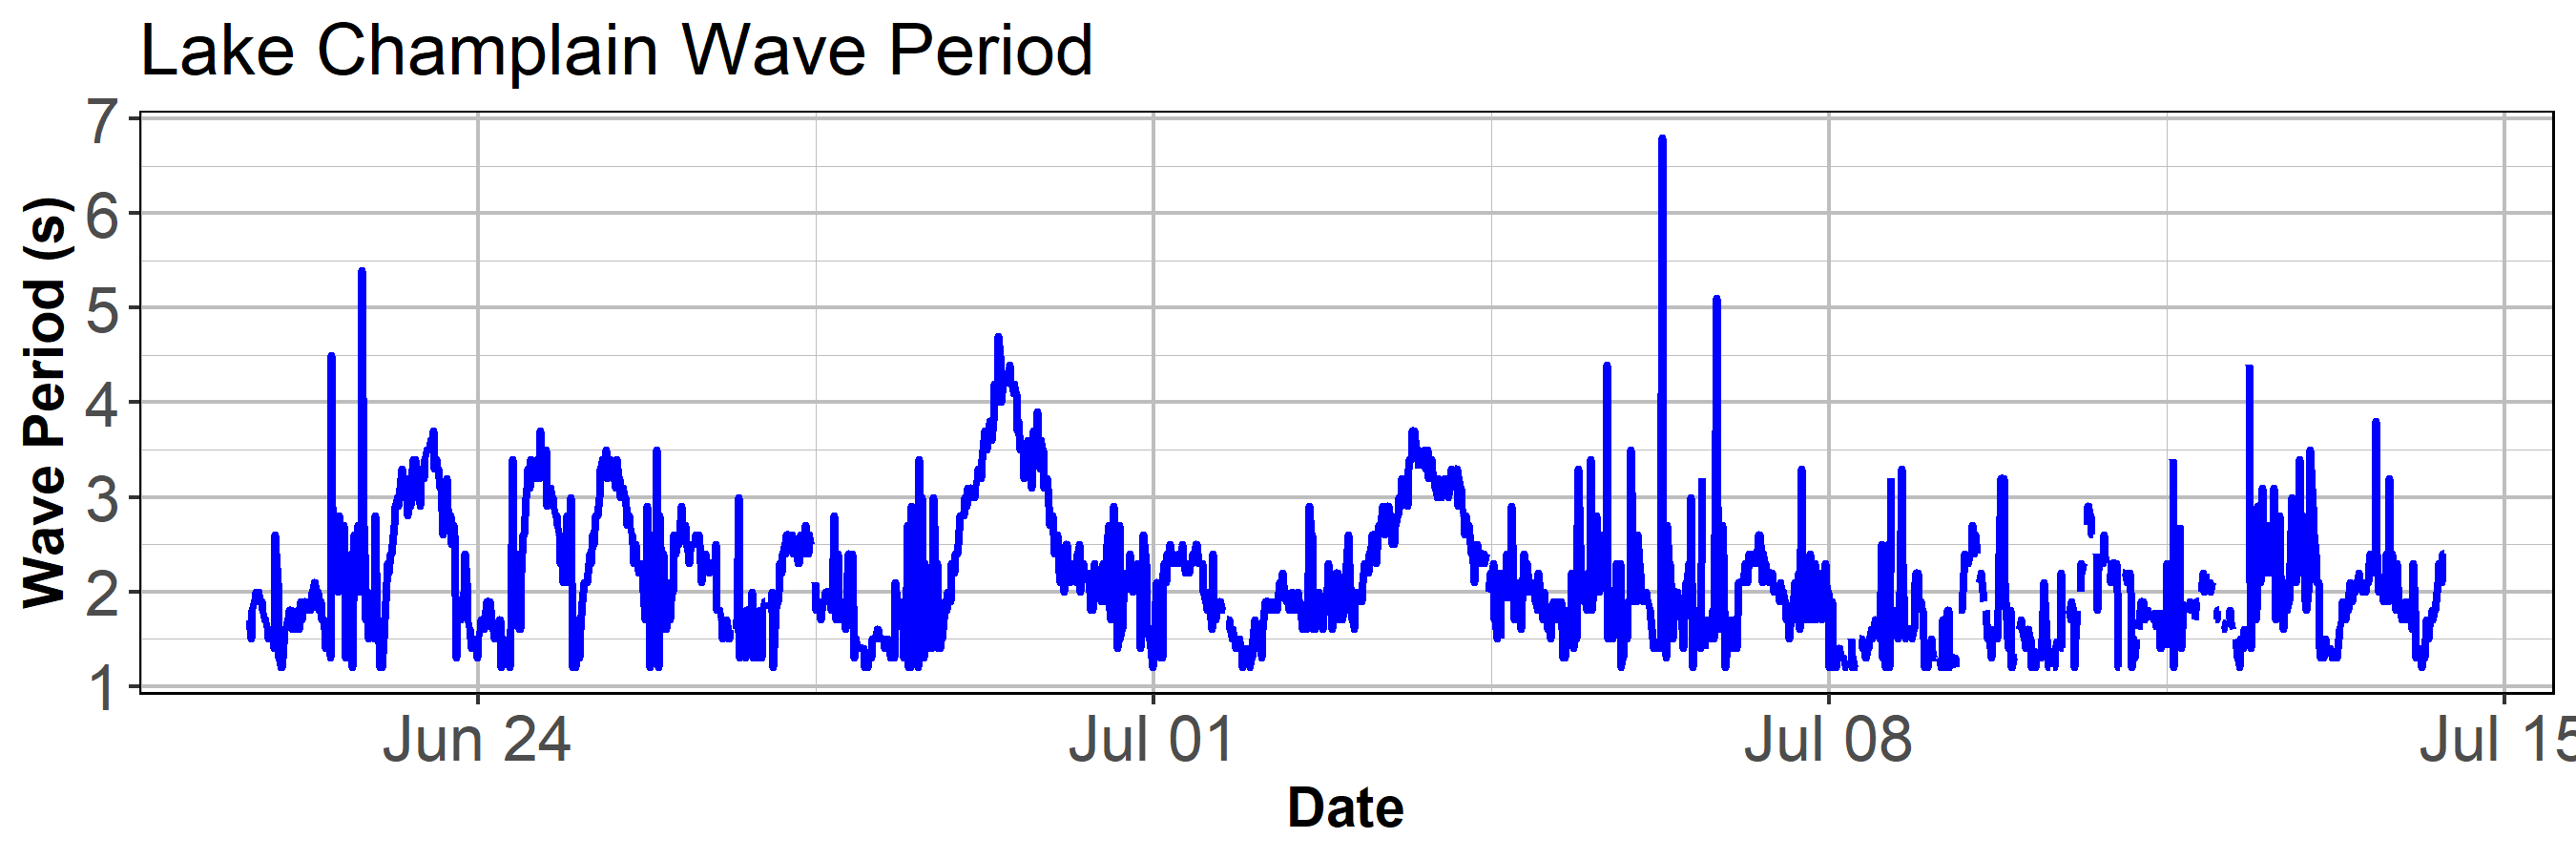 Lake Champlain Wave Period
Wave Period (s)
7
6
5
4
3
2
1
Jun 24
Jul 01
Jul 08
Jul 15
Date